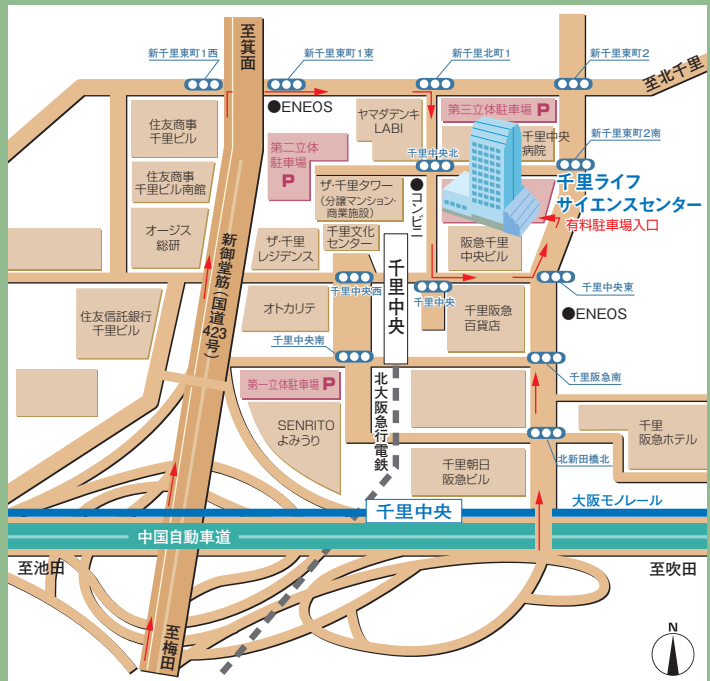 至箕面
新千里東町1西
新千里東町1東
新千里北町1
新千里東町2
至北千里
●ENEOS
ヤマダデンキ
LABI
第三立体駐車場 P
住友商事
千里ビル
第二立体
駐車場
P
千里中央
病院
新千里東町2南
千里中央北
住友商事
千里ビル南館
ザ・千里タワー
(分譲マンション・
商業施設)
●コンビニ
千里ライフ
サイエンスセンター
有料駐車場入口
オージス
総研
新御堂筋(国道423号)
ザ・千里
レジデンス
千里文化
センター
千里中央
阪急千里
中央ビル
千里中央西
千里中央
千里中央東
住友信託銀行
千里ビル
オトカリテ
千里阪急
百貨店
●ENEOS
千里中央南
千里阪急南
第一立体駐車場 P
北大阪急行電鉄
SENRITO
よみうり
千里
阪急ホテル
北新田橋北
千里朝日
阪急ビル
大阪モノレール
千里中央
中国自動車道
至池田
至吹田
至梅田
N